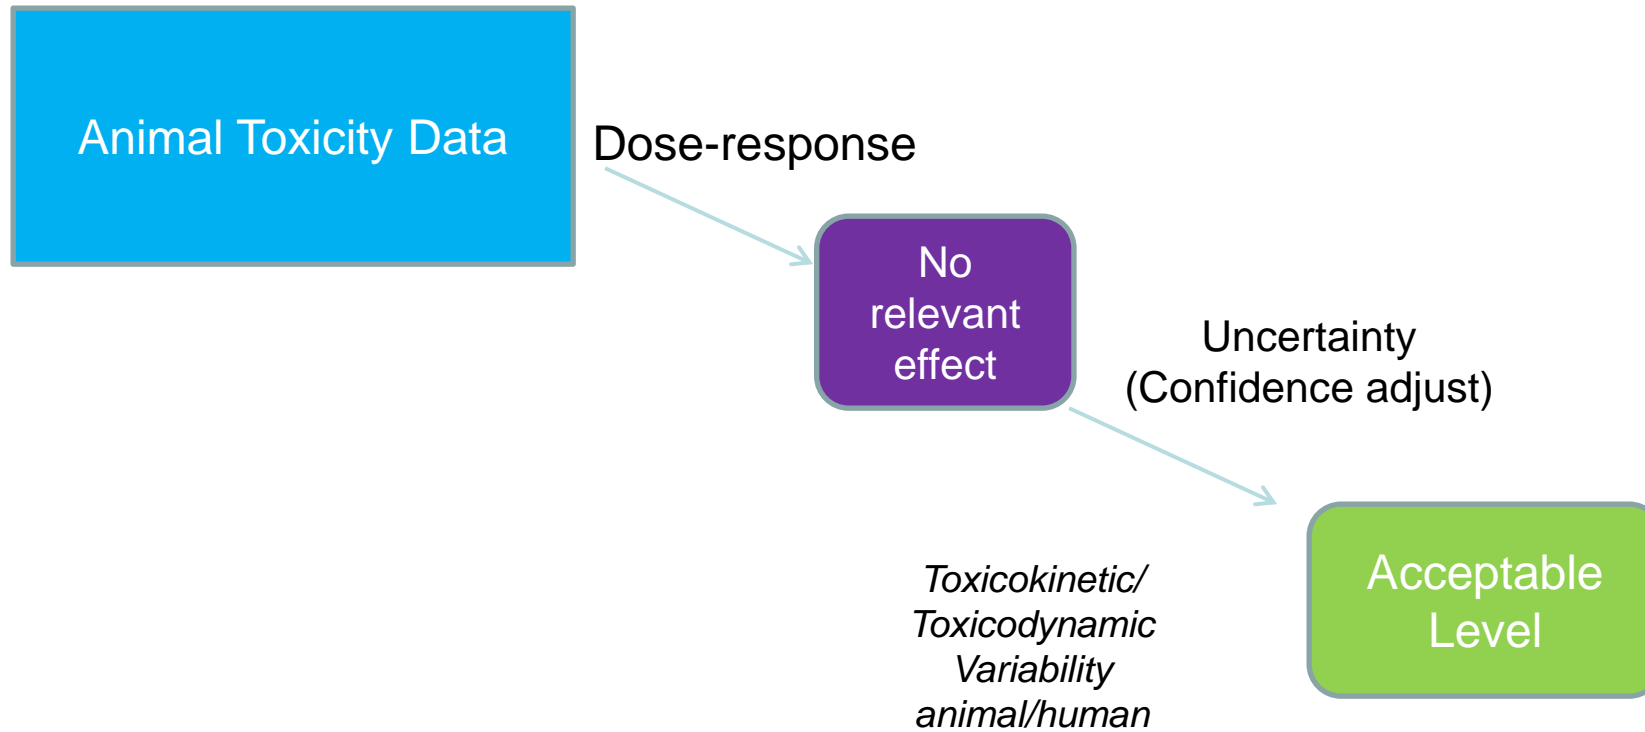 Animal Toxicity Data
Dose-response
No
relevant
effect
Uncertainty
(Confidence adjust)
Toxicokinetic/
Toxicodynamic
Variability
animal/human
Acceptable
Level